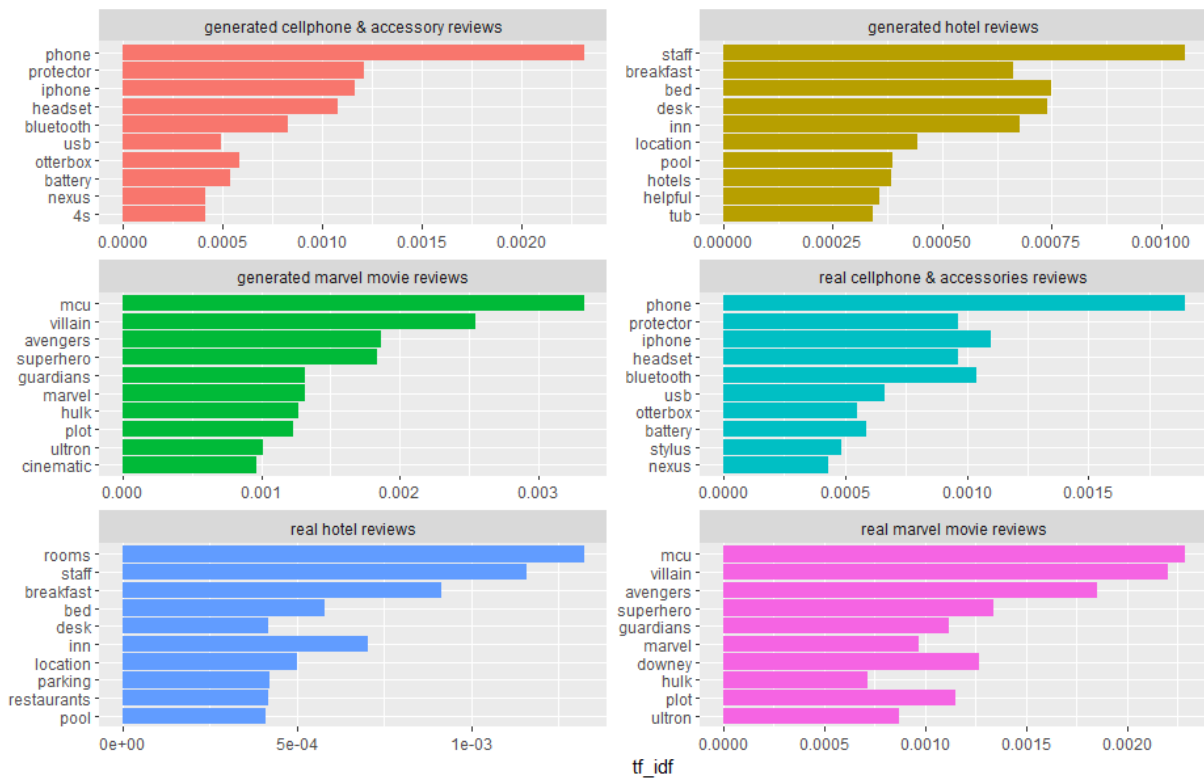 generated cellphone & accessory reviews
phone
protector
iphone
headset
bluetooth
usb
otterbox
battery
nexus
4s
0.0000 0.0005 0.0010 0.0015 0.0020
generated hotel reviews
staff
breakfast
bed
desk
inn
location
pool
hotels
helpful
tub
0.00000 0.00025 0.00050 0.00075 0.00100
generated marvel movie reviews
mcu
villain
avengers
superhero
guardians
marvel
hulk
plot
ultron
cinematic
0.000 0.001 0.002 0.003
real cellphone & accessories reviews
phone
protector
iphone
headset
bluetooth
usb
otterbox
battery
stylus
nexus
0.0000 0.0005 0.0010 0.0015
real hotel reviews
rooms
staff
breakfast
bed
desk
inn
location
parking
restaurants
pool
0e+00 5e-04 1e-03
real marvel movie reviews
mcu
villain
avengers
superhero
guardians
marvel
downey
hulk
plot
ultron
0.0000 0.0005 0.0010 0.0015 0.0020
tf_idf